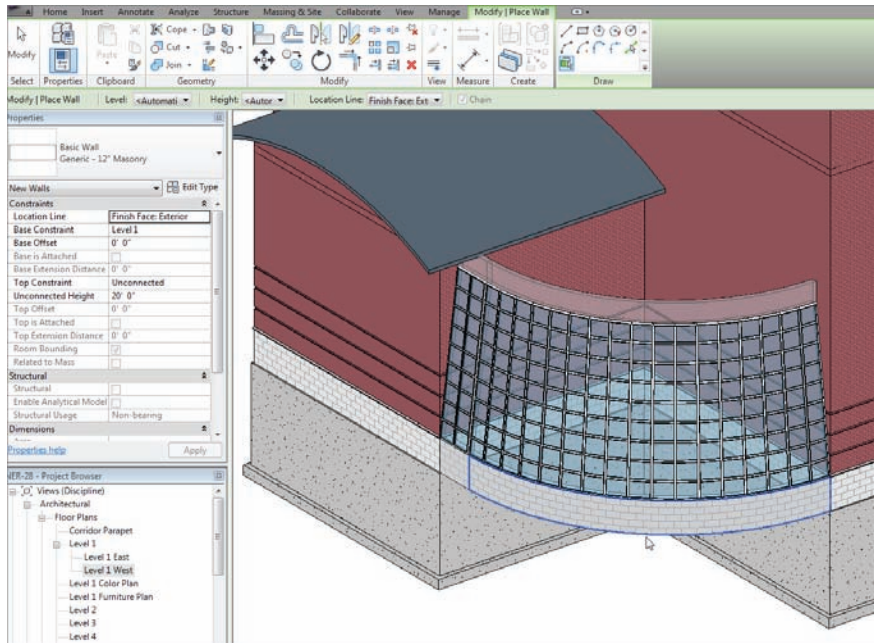 Home Insert Annotate Analyze Structure Massing & Site Collaborate View Manage Modify | Place Wall
Modify Paste Cope Cut Join
Select Properties Clipboard Geometry Modify View Measure Create Draw
Modify | Place Wall Level: <Automati Height: <Autor Location Line: Finish Face: Ext Chain
Properties
Basic Wall
Generic - 12" Masonry
New Walls Edit Type
Constraints
Location Line Finish Face: Exterior
Base Constraint Level 1
Base Offset 0' 0"
Base is Attached
Base Extension Distance 0' 0"
Top Constraint Unconnected
Unconnected Height 20' 0"
Top Offset 0' 0"
Top is Attached
Top Extension Distance 0' 0"
Room Bounding
Related to Mass
Structural
Structural
Enable Analytical Model
Structural Usage Non-bearing
Dimensions
Properties help Apply
NER-28 - Project Browser
Views (Discipline)
Architectural
Floor Plans
Corridor Parapet
Level 1
Level 1 East
Level 1 West
Level 1 Color Plan
Level 1 Furniture Plan
Level 2
Level 3
Level 4